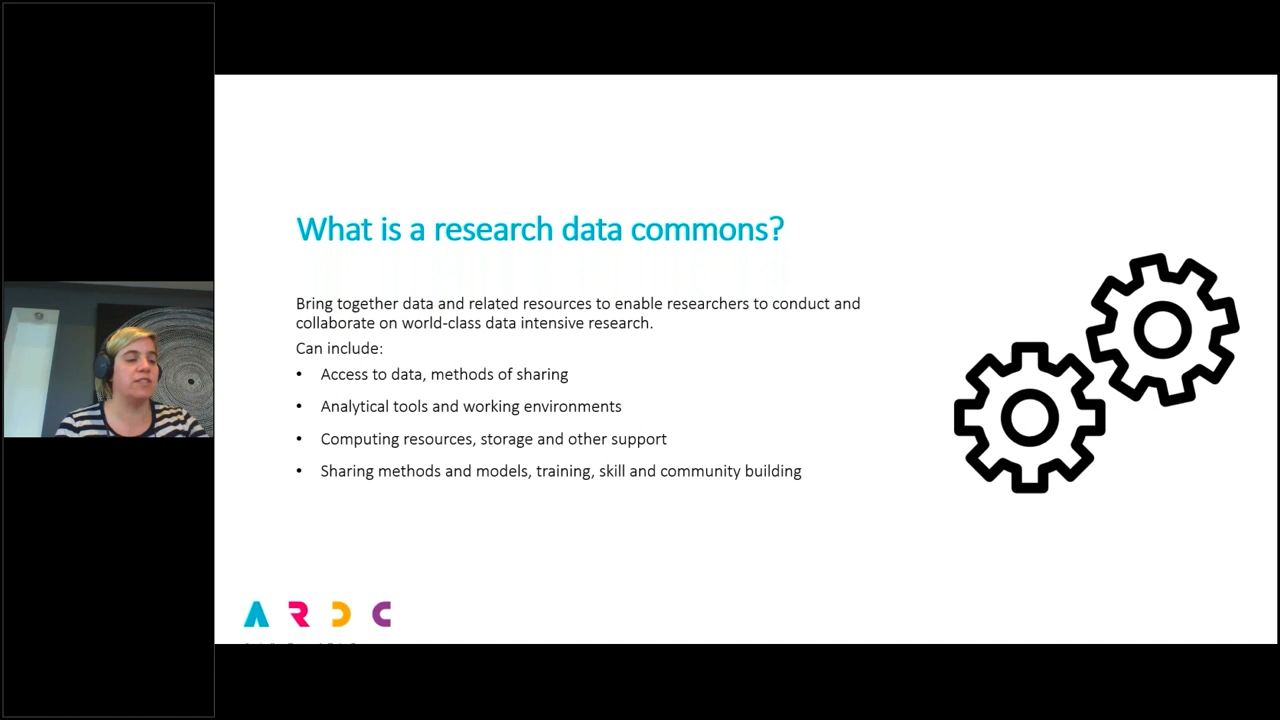 What is a research data commons?
Bring together data and related resources to enable researchers to conduct and
collaborate on world-class data intensive research.
Can include:
• Access to data, methods of sharing
• Analytical tools and working environments
• Computing resources, storage and other support
• Sharing methods and models, training, skill and community building
ARDC